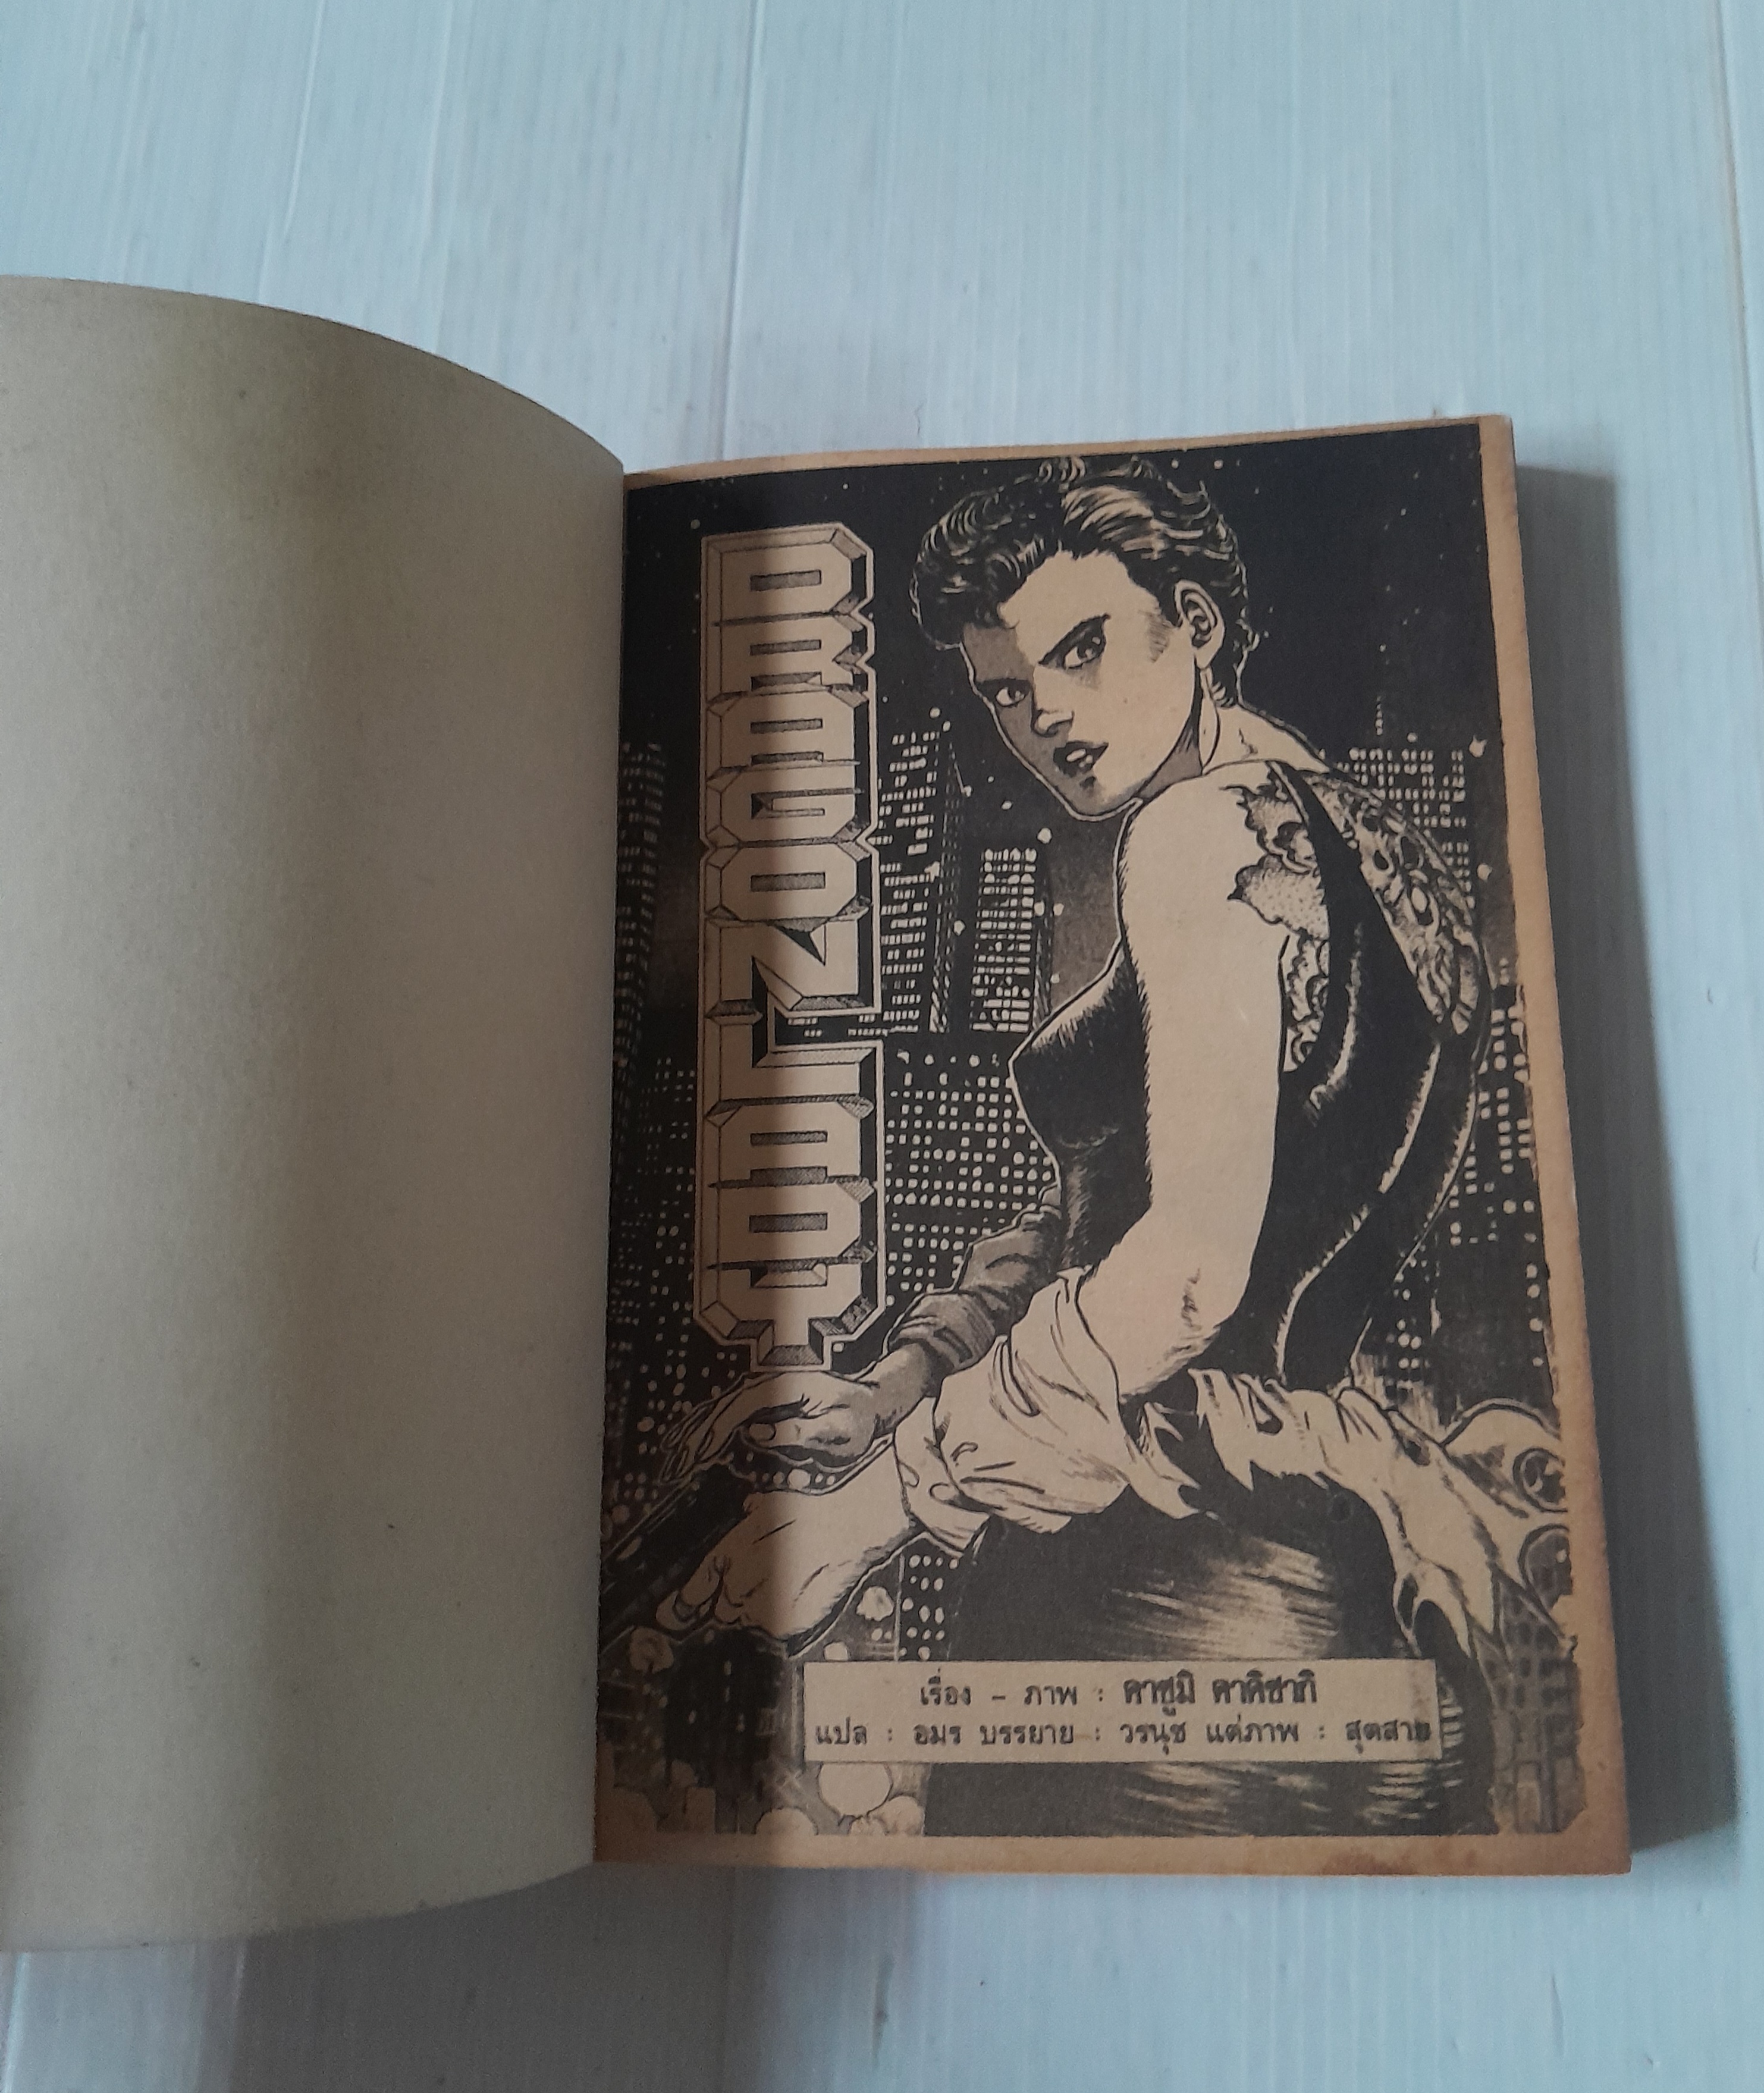 DRAGON LADY
เรื่อง - ภาพ : คาซูมิ คาคิซากิ
แปล : อมร บรรยาย : วรนุช แต่ภาพ : สุดสาย